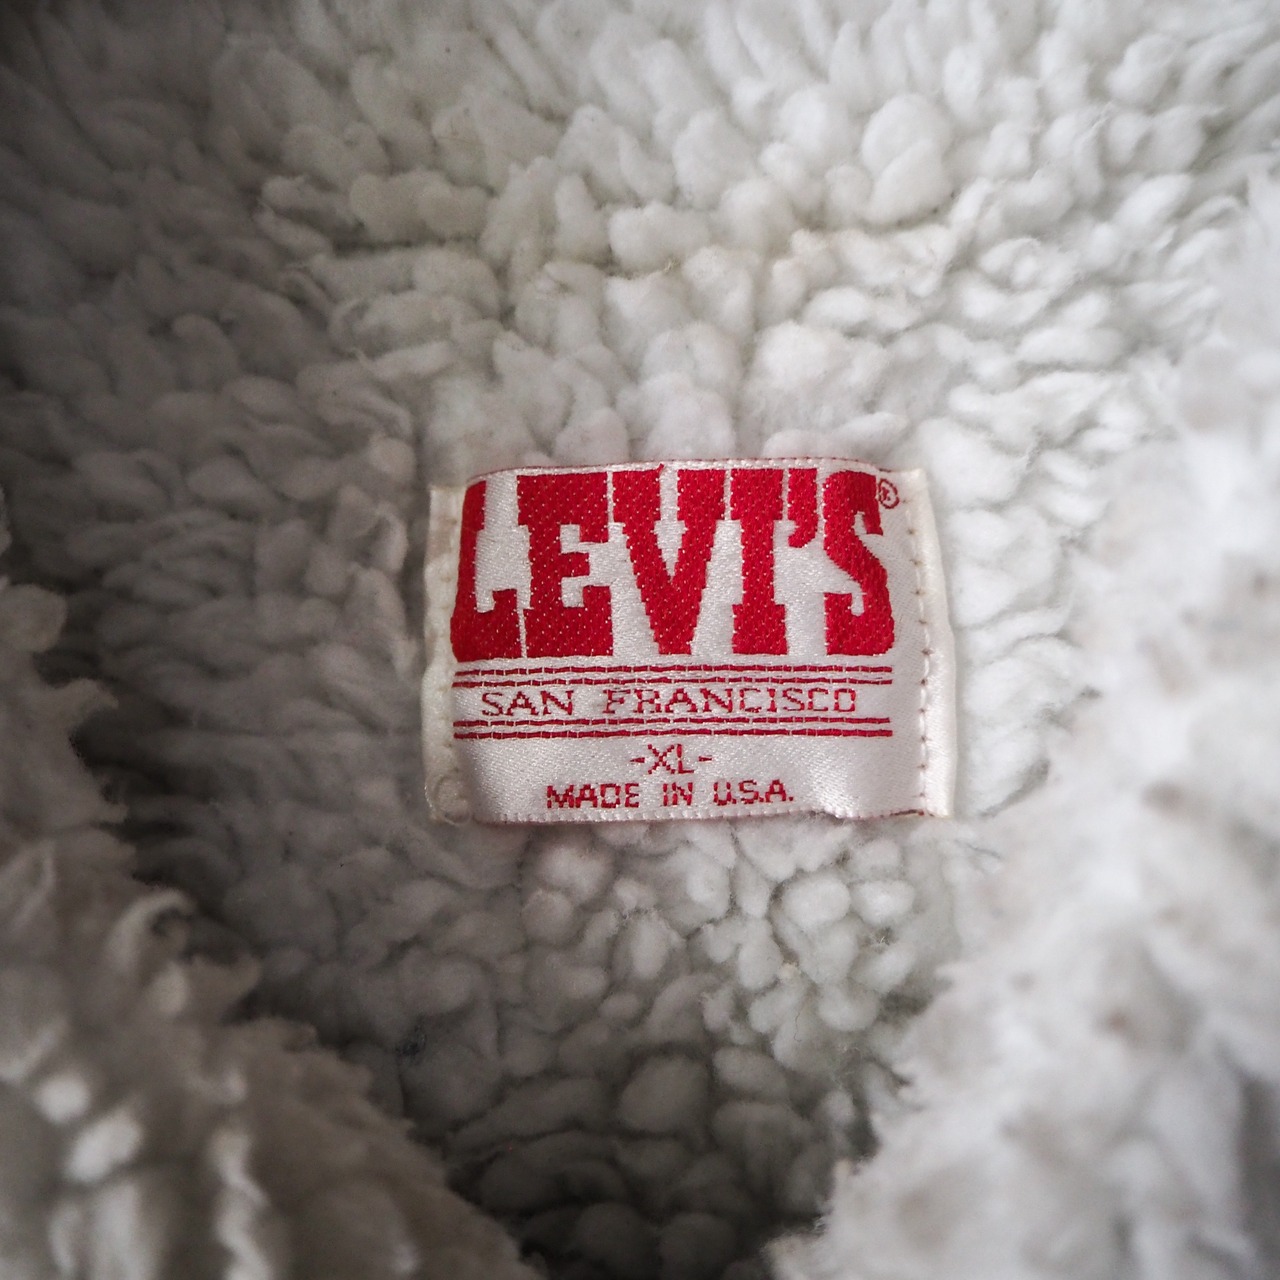 LEVI'S®
SAN FRANCISCO
-XL-
MADE IN U.S.A.